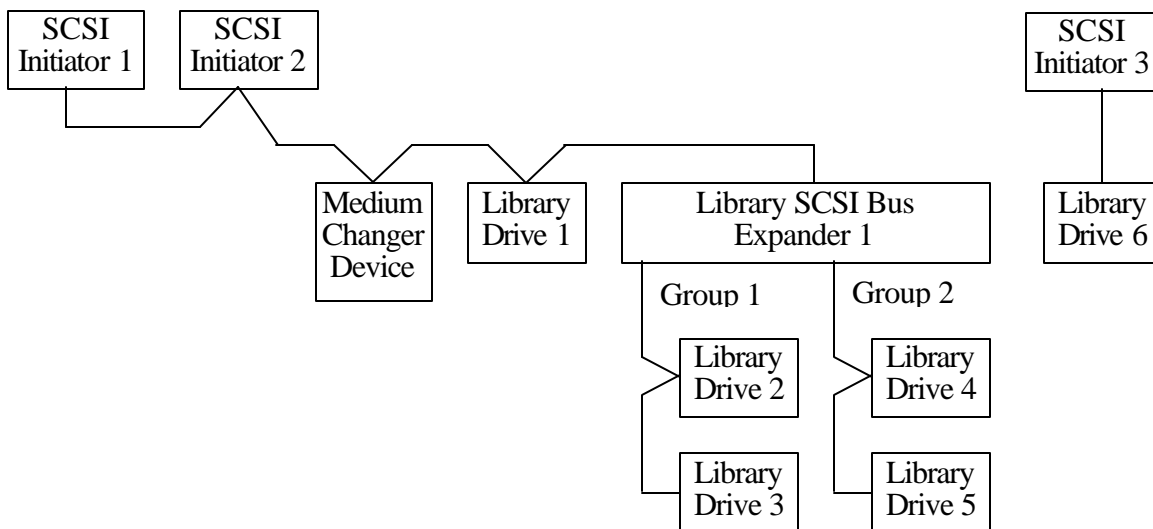 SCSI
Initiator 1
SCSI
Initiator 2
SCSI
Initiator 3
Medium
Changer
Device
Library
Drive 1
Library SCSI Bus
Expander 1
Library
Drive 6
Group 1
Group 2
Library
Drive 2
Library
Drive 4
Library
Drive 3
Library
Drive 5